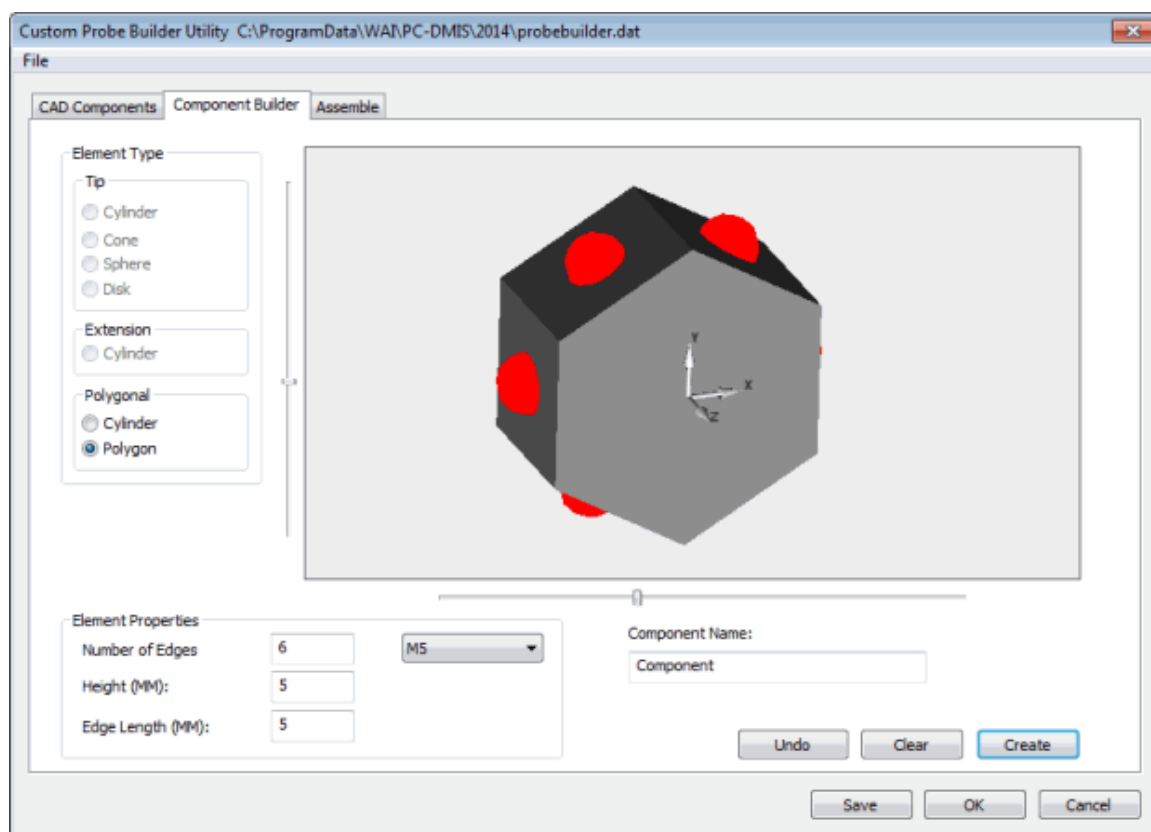 Custom Probe Builder Utility C:\ProgramData\WAI\PC-DMIS\2014\probebuilder.dat
File
CAD Components Component Builder Assemble
Element Type
Tip
Cylinder
Cone
Sphere
Disk
Extension
Cylinder
Polygonal
Cylinder
Polygon
Y
X
Z
Element Properties
Number of Edges 6 M5
Height (MM): 5
Edge Length (MM): 5
Component Name:
Component
Undo Clear Create
Save OK Cancel